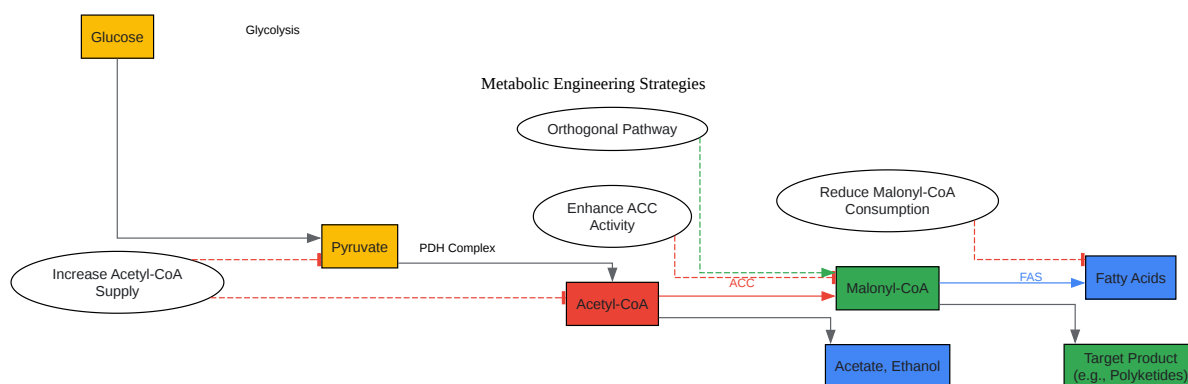 Glucose
Glycolysis
Metabolic Engineering Strategies
Orthogonal Pathway
Enhance ACC
Activity
Reduce Malonyl-CoA
Consumption
Pyruvate
PDH Complex
Increase Acetyl-CoA
Supply
Acetyl-CoA
ACC
Malonyl-CoA
FAS
Fatty Acids
Acetate, Ethanol
Target Product
(e.g., Polyketides)